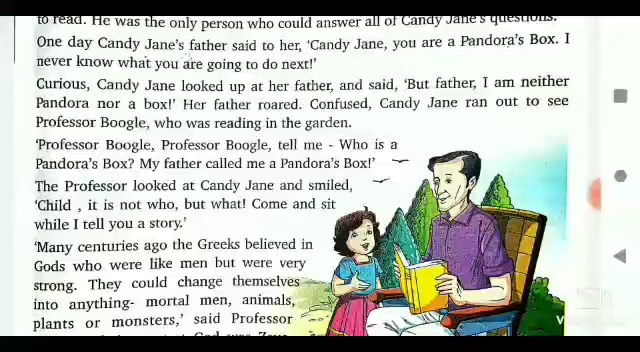 to read. He was the only person who could answer all of Candy Jane's questions.
One day Candy Jane's father said to her, 'Candy Jane, you are a Pandora's Box. I
never know what you are going to do next!'
Curious, Candy Jane looked up at her father, and said, 'But father, I am neither
Pandora nor a box!' Her father roared. Confused, Candy Jane ran out to see
Professor Boogle, who was reading in the garden.
'Professor Boogle, Professor Boogle, tell me - Who is a
Pandora's Box? My father called me a Pandora's Box!'
The Professor looked at Candy Jane and smiled,
'Child , it is not who, but what! Come and sit
while I tell you a story.'
'Many centuries ago the Greeks believed in
Gods who were like men but were very
strong. They could change themselves
into anything- mortal men, animals,
plants or monsters,' said Professor
God was Zeus